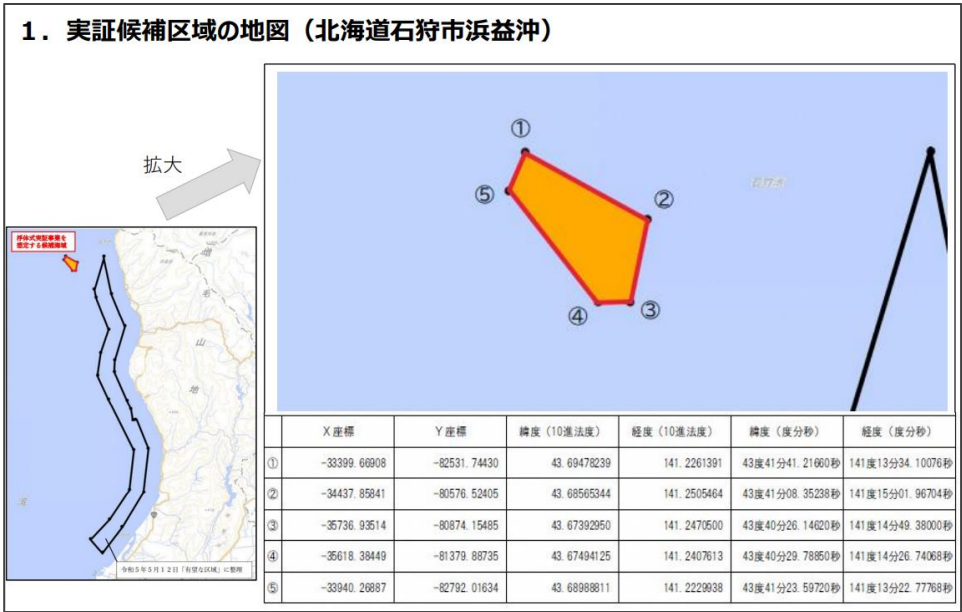 １．実証候補区域の地図（北海道石狩市浜益沖）
拡大
浮体式実証事業を
想定する候補海域
山
地
令和５年５月１２日「有望な区域」に整理
①
②
③
④
⑤
X座標 Y座標 緯度（10進法度） 経度（10進法度） 緯度（度分秒） 経度（度分秒）
① -33399.66908 -82531.74430 43.69478239 141.2261391 43度41分41.21660秒 141度13分34.10076秒
② -34437.85841 -80576.52405 43.68565344 141.2505464 43度41分08.35238秒 141度15分01.96704秒
③ -35736.93514 -80874.15485 43.67392950 141.2470500 43度40分26.14620秒 141度14分49.38000秒
④ -35618.38449 -81379.88735 43.67494125 141.2407613 43度40分29.78850秒 141度14分26.74068秒
⑤ -33940.26887 -82792.01634 43.68988811 141.2229938 43度41分23.59720秒 141度13分22.77768秒